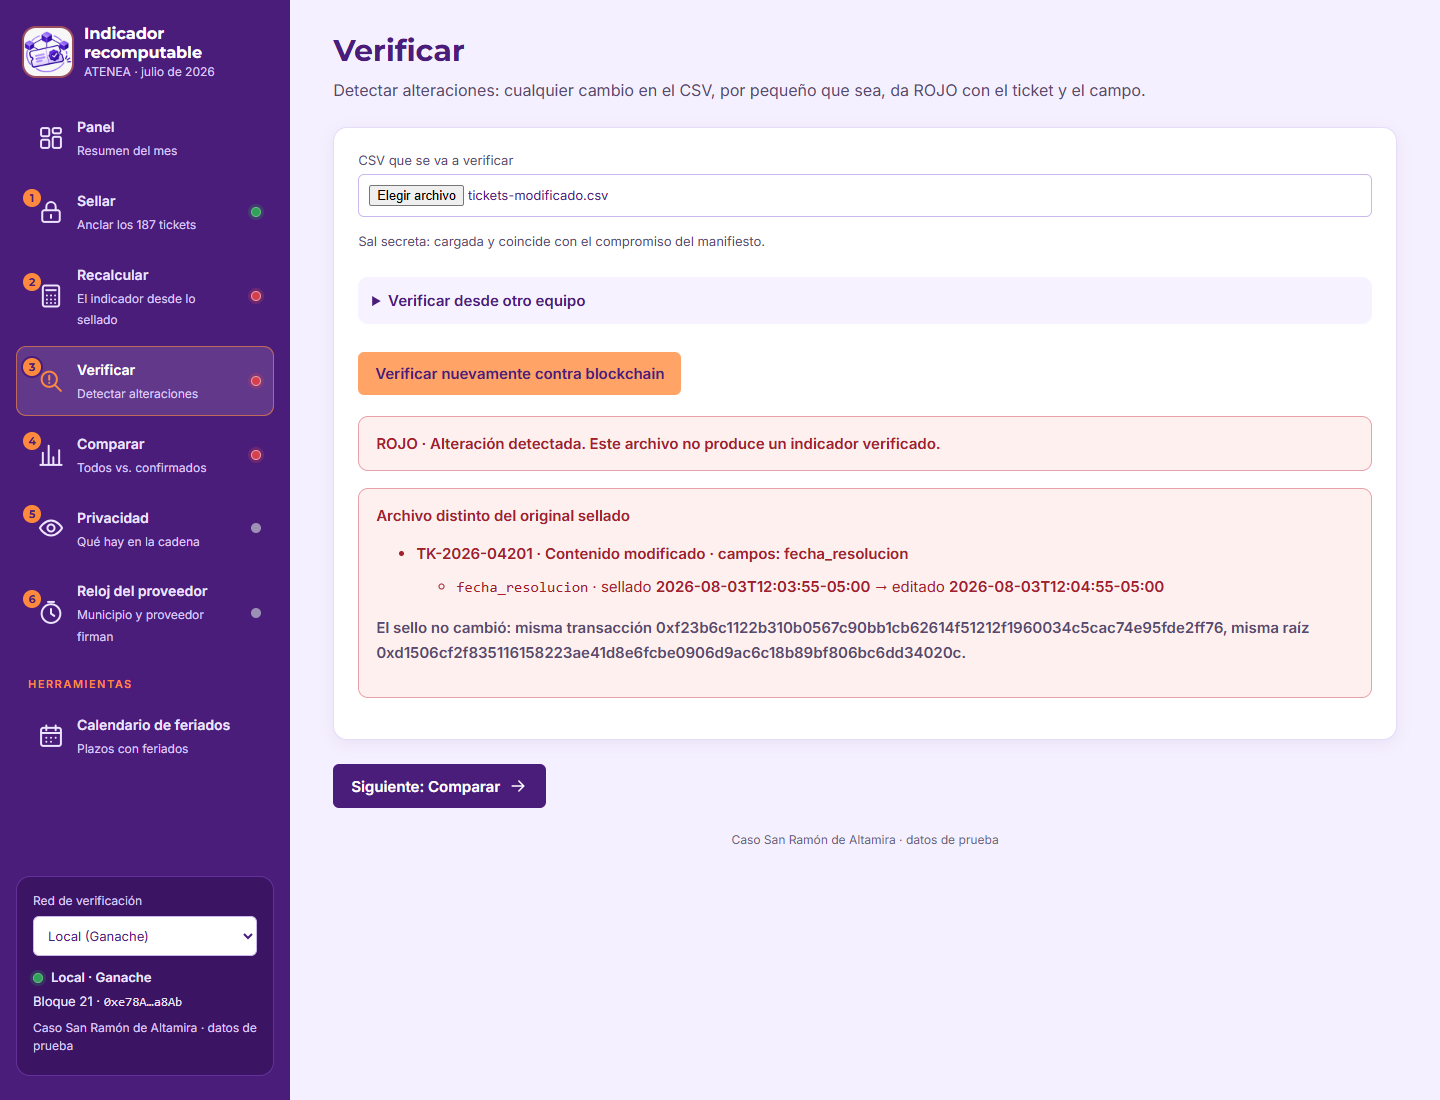 Indicador
recomputable
ATENEA · julio de 2026
Panel
Resumen del mes
1
Sellar
Anclar los 187 tickets
2
Recalcular
El indicador desde lo
sellado
3
Verificar
Detectar alteraciones
4
Comparar
Todos vs. confirmados
5
Privacidad
Qué hay en la cadena
6
Reloj del proveedor
Municipio y proveedor
firman
HERRAMIENTAS
Calendario de feriados
Plazos con feriados
Red de verificación
Local (Ganache)
Local · Ganache
Bloque 21 · 0xe78A…a8Ab
Caso San Ramón de Altamira · datos de
prueba
Verificar
Detectar alteraciones: cualquier cambio en el CSV, por pequeño que sea, da ROJO con el ticket y el campo.
CSV que se va a verificar
Elegir archivo tickets-modificado.csv
Sal secreta: cargada y coincide con el compromiso del manifiesto.
Verificar desde otro equipo
Verificar nuevamente contra blockchain
ROJO · Alteración detectada. Este archivo no produce un indicador verificado.
Archivo distinto del original sellado
TK-2026-04201 · Contenido modificado · campos: fecha_resolucion
fecha_resolucion · sellado 2026-08-03T12:03:55-05:00 → editado 2026-08-03T12:04:55-05:00
El sello no cambió: misma transacción 0xf23b6c1122b310b0567c90bb1cb62614f51212f1960034c5cac74e95fde2ff76, misma raíz
0xd1506cf2f835116158223ae41d8e6fcbe0906d9ac6c18b89bf806bc6dd34020c.
Siguiente: Comparar →
Caso San Ramón de Altamira · datos de prueba